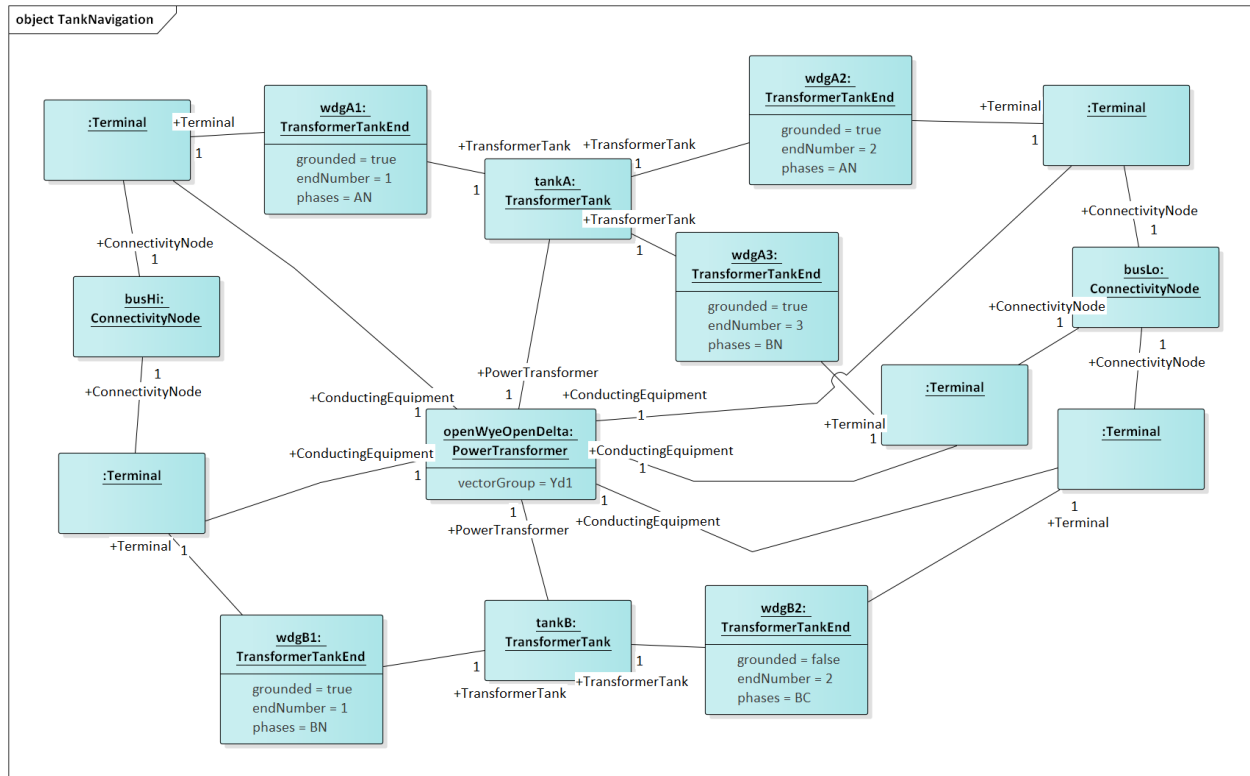 object TankNavigation
:Terminal
+Terminal
1
wdgA1:
TransformerTankEnd
grounded = true
endNumber = 1
phases = AN
+TransformerTank
1
+TransformerTank
1
tankA:
TransformerTank
+TransformerTank
1
wdgA2:
TransformerTankEnd
grounded = true
endNumber = 2
phases = AN
+Terminal
1
:Terminal
+ConnectivityNode
1
busHi:
ConnectivityNode
1
+ConnectivityNode
wdgA3:
TransformerTankEnd
grounded = true
endNumber = 3
phases = BN
+ConnectivityNode
1
busLo:
ConnectivityNode
+ConnectivityNode
1
1
+ConnectivityNode
:Terminal
+Terminal
1
:Terminal
+PowerTransformer
1
+ConductingEquipment
1
+ConductingEquipment
1
openWyeOpenDelta:
PowerTransformer
vectorGroup = Yd1
+ConductingEquipment
1
+ConductingEquipment
1
1
+ConductingEquipment
1
+PowerTransformer
:Terminal
+Terminal
1
1
+Terminal
wdgB1:
TransformerTankEnd
grounded = true
endNumber = 1
phases = BN
1
+TransformerTank
tankB:
TransformerTank
1
+TransformerTank
wdgB2:
TransformerTankEnd
grounded = false
endNumber = 2
phases = BC